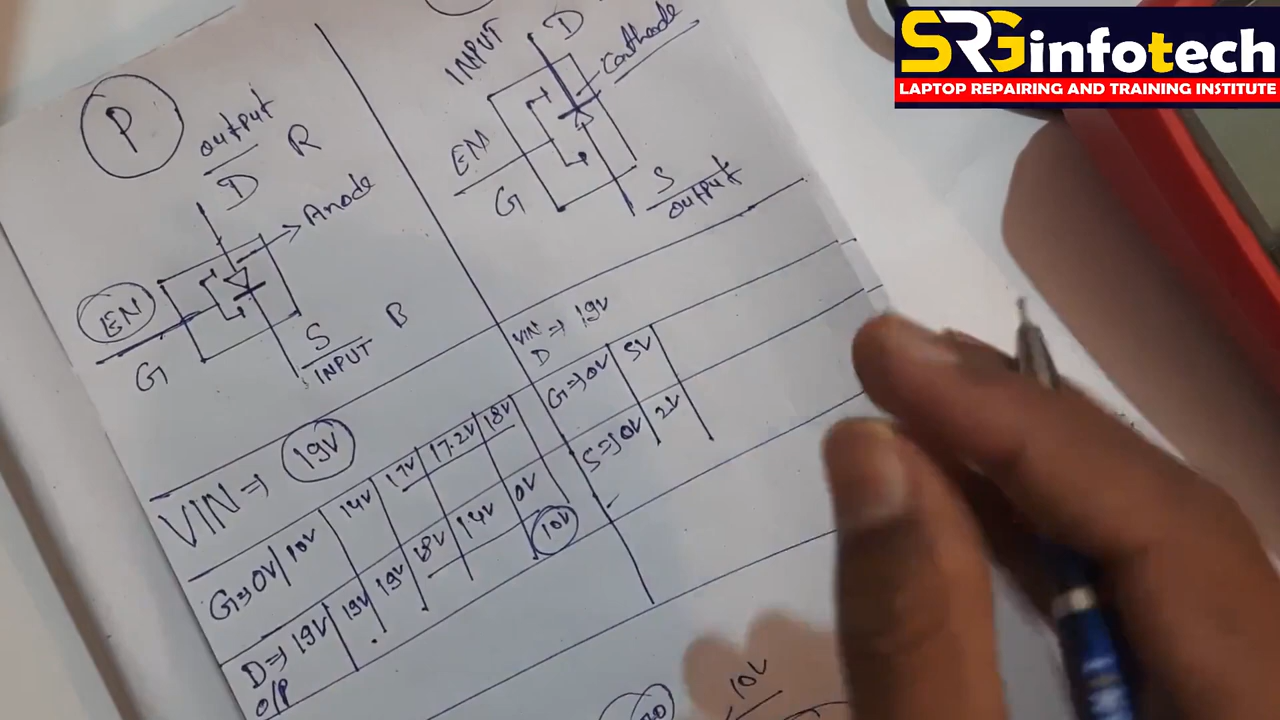 SRGinfotech
LAPTOP REPAIRING AND TRAINING INSTITUTE
P
output
D R
Anode
EN
G
S B
INPUT
INPUT D
Cathode
EN
G
S
output
VIN => 19V
G=>0V/10V 14V 17V 17.2V 18V
D=>19V 19V 19V 18V 14V 0V
O/P 10V
VIN => 19V
D
G=>0V 5V
S=>0V 2V
10V